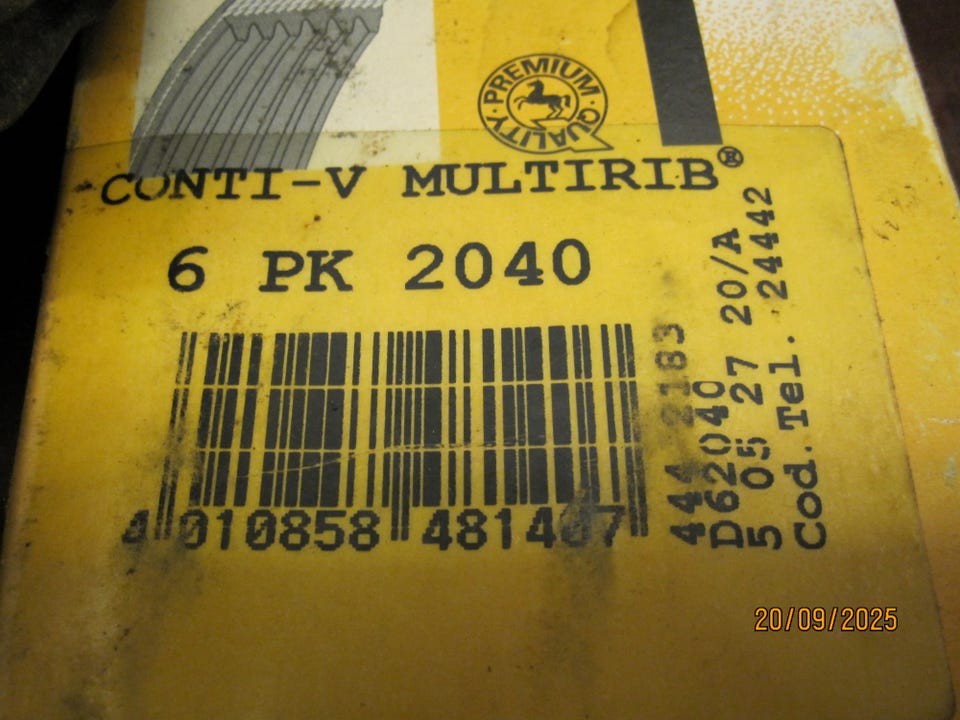 PREMIUM QUALITY
CONTI-V MULTIRIB®
6 PK 2040
4 010858 481407
444 2183
D62040
5 05 27 20/A
Cod.Tel. 24442
20/09/2025